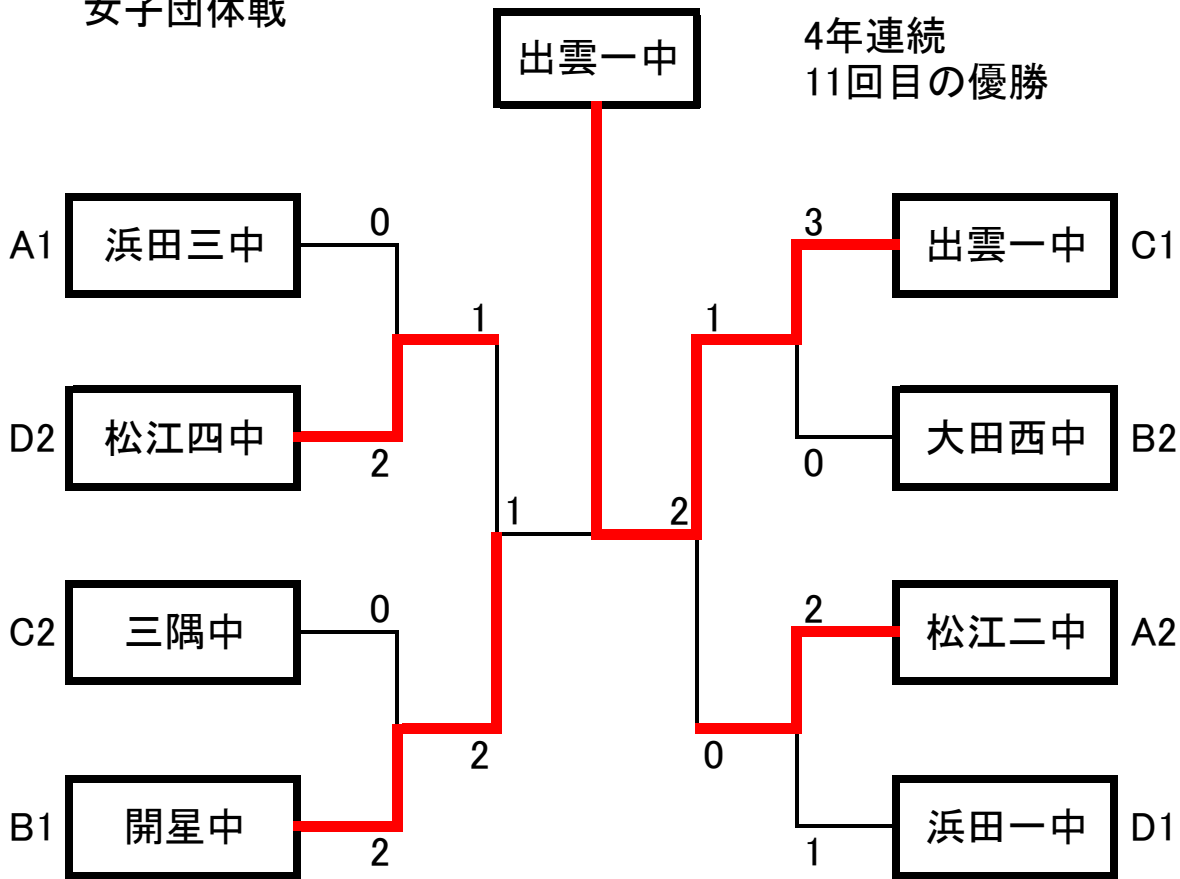 女子団体戦
出雲一中
4年連続
11回目の優勝
A1 浜田三中 0 3 出雲一中 C1
1 1
D2 松江四中 2 0 大田西中 B2
1 2
C2 三隅中 0 2 松江二中 A2
2 0
B1 開星中 2 1 浜田一中 D1